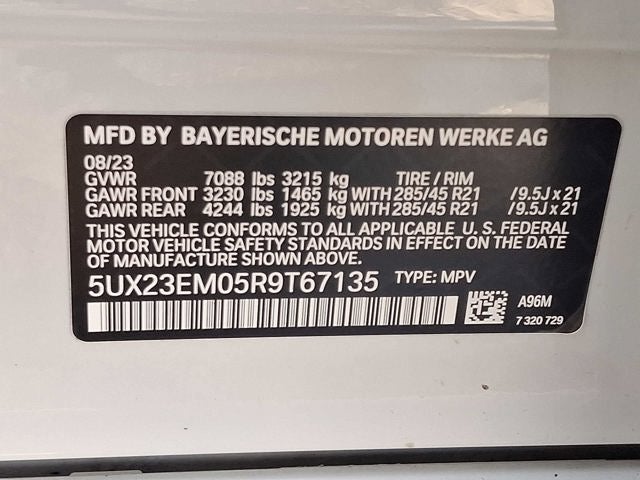 MFD BY BAYERISCHE MOTOREN WERKE AG
08/23
GVWR 7088 lbs 3215 kg TIRE / RIM
GAWR FRONT 3230 lbs 1465 kg WITH 285/45 R21 /9.5J x 21
GAWR REAR 4244 lbs 1925 kg WITH 285/45 R21 /9.5J x 21
THIS VEHICLE CONFORMS TO ALL APPLICABLE U. S. FEDERAL
MOTOR VEHICLE SAFETY STANDARDS IN EFFECT ON THE DATE
OF MANUFACTURE SHOWN ABOVE.
5UX23EM05R9T67135 TYPE: MPV
A96M
7 320 729